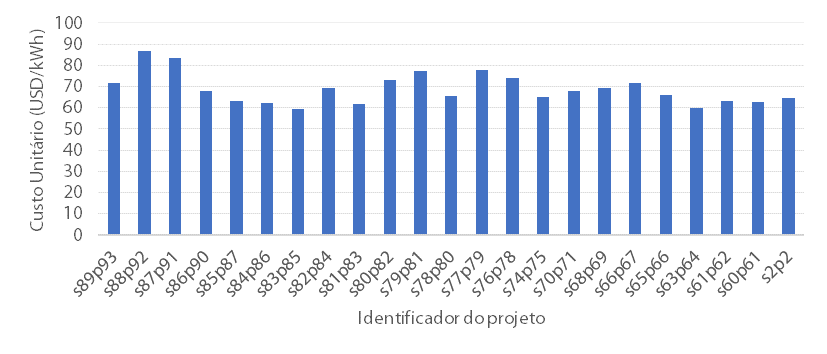 Custo Unitário (USD/kWh)
100
90
80
70
60
50
40
30
20
10
0
s89p93
s88p92
s87p91
s86p90
s85p87
s84p86
s83p85
s82p84
s81p83
s80p82
s79p81
s78p80
s77p79
s76p78
s74p75
s70p71
s68p69
s66p67
s65p66
s63p64
s61p62
s60p61
s2p2
Identificador do projeto